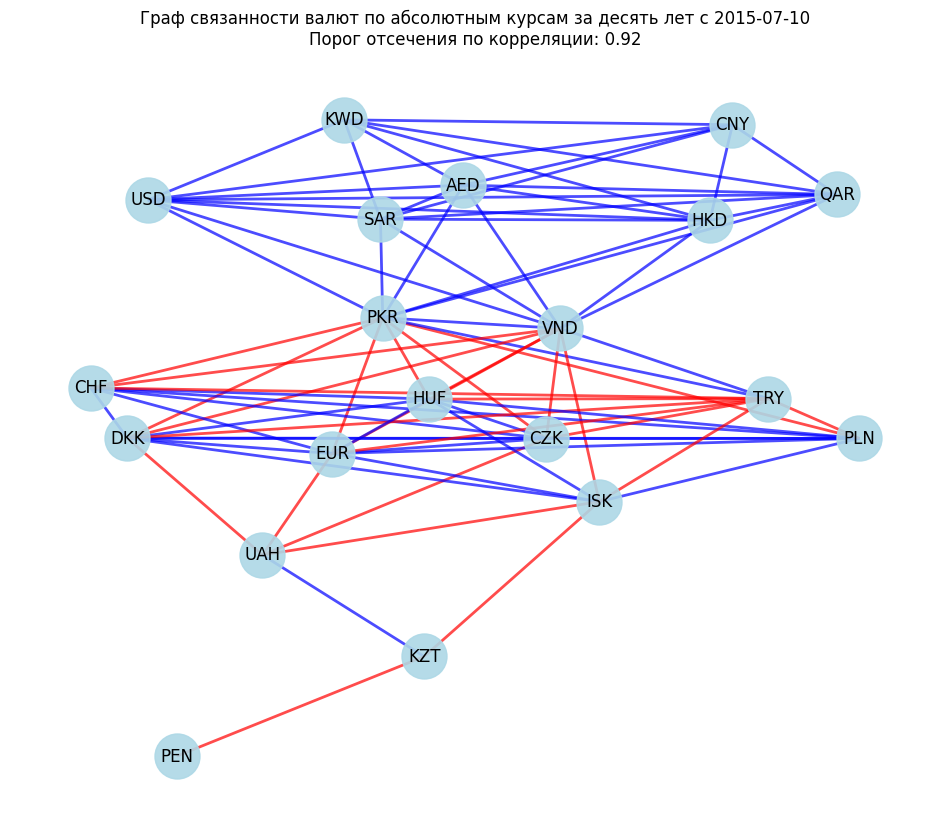 Граф связанности валют по абсолютным курсам за десять лет с 2015-07-10
Порог отсечения по корреляции: 0.92
KWD
CNY
AED
QAR
USD
SAR
HKD
PKR
VND
CHF
HUF
TRY
DKK
CZK
PLN
EUR
ISK
UAH
KZT
PEN